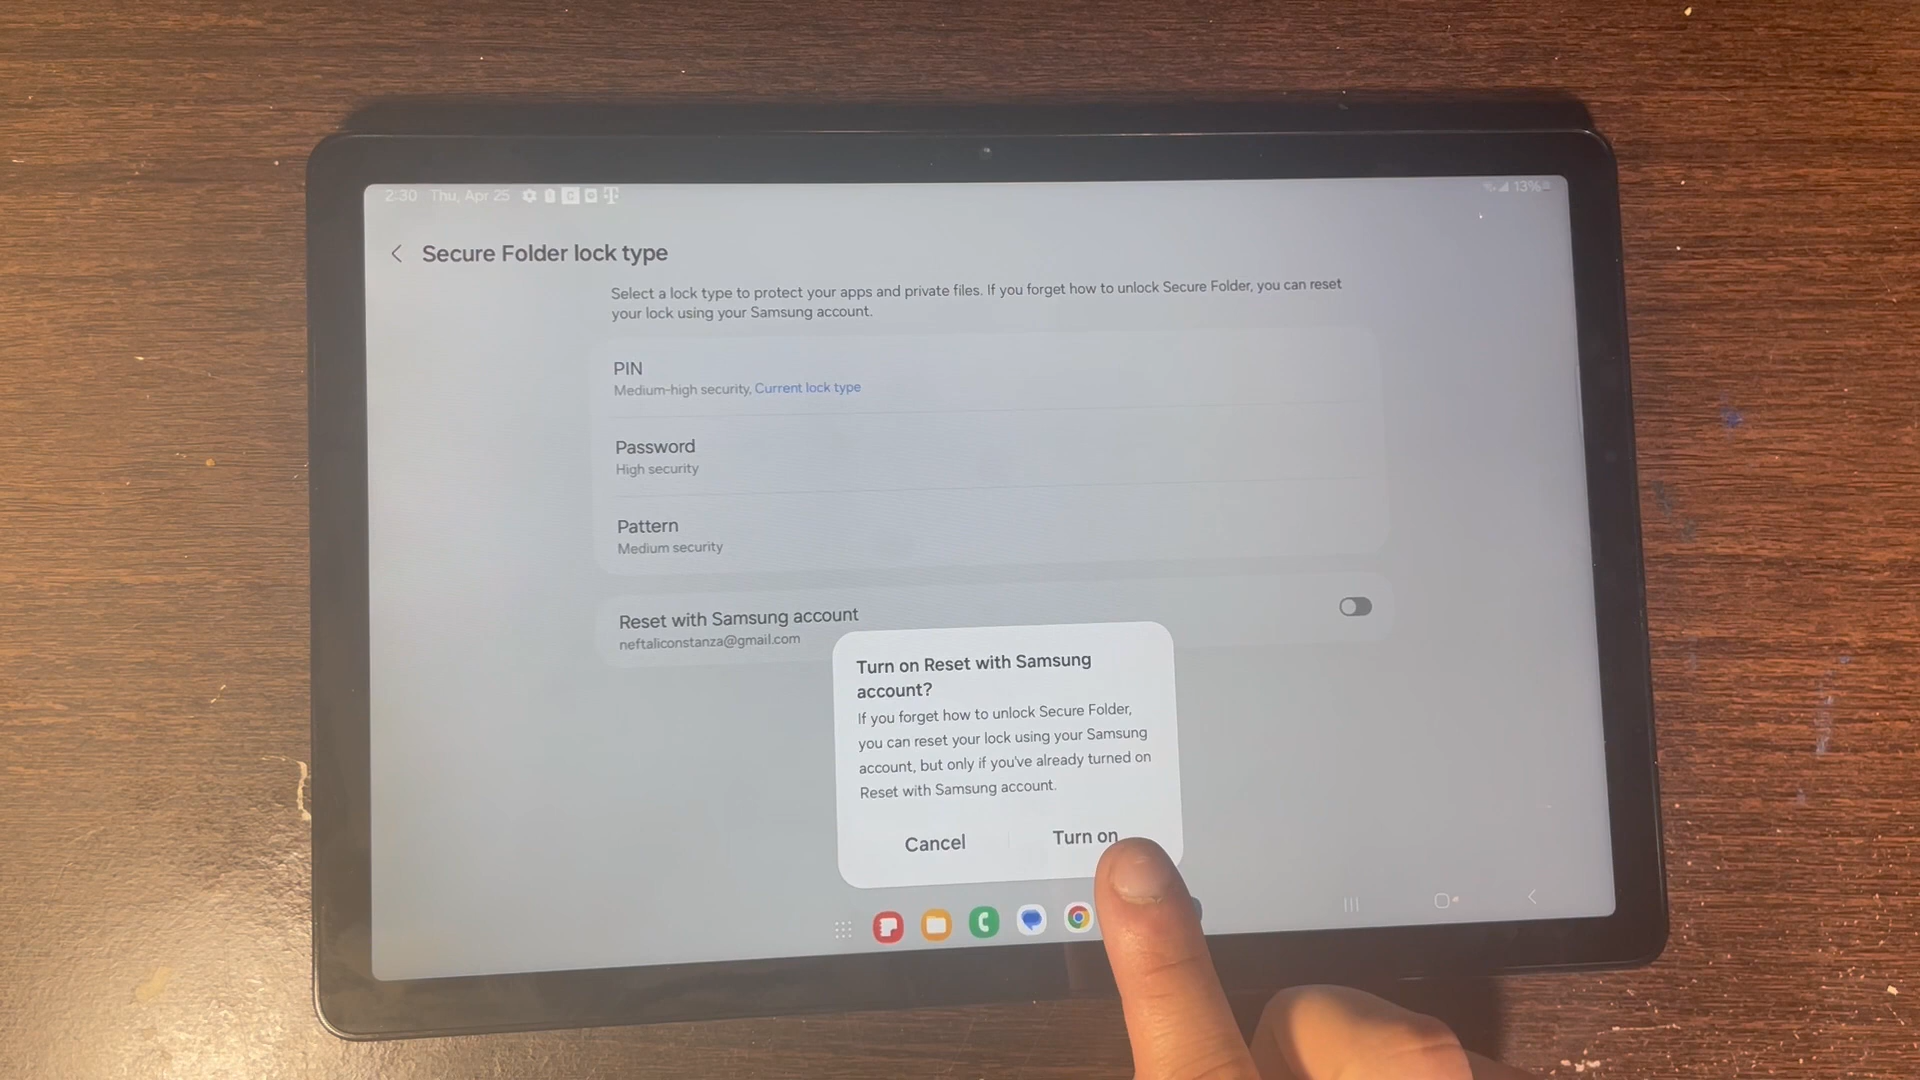 2:30 Thu, Apr 25
13%
Secure Folder lock type
Select a lock type to protect your apps and private files. If you forget how to unlock Secure Folder, you can reset
your lock using your Samsung account.
PIN
Medium-high security, Current lock type
Password
High security
Pattern
Medium security
Reset with Samsung account
neftaliconstanza@gmail.com
Turn on Reset with Samsung
account?
If you forget how to unlock Secure Folder,
you can reset your lock using your Samsung
account, but only if you've already turned on
Reset with Samsung account.
Cancel
Turn on